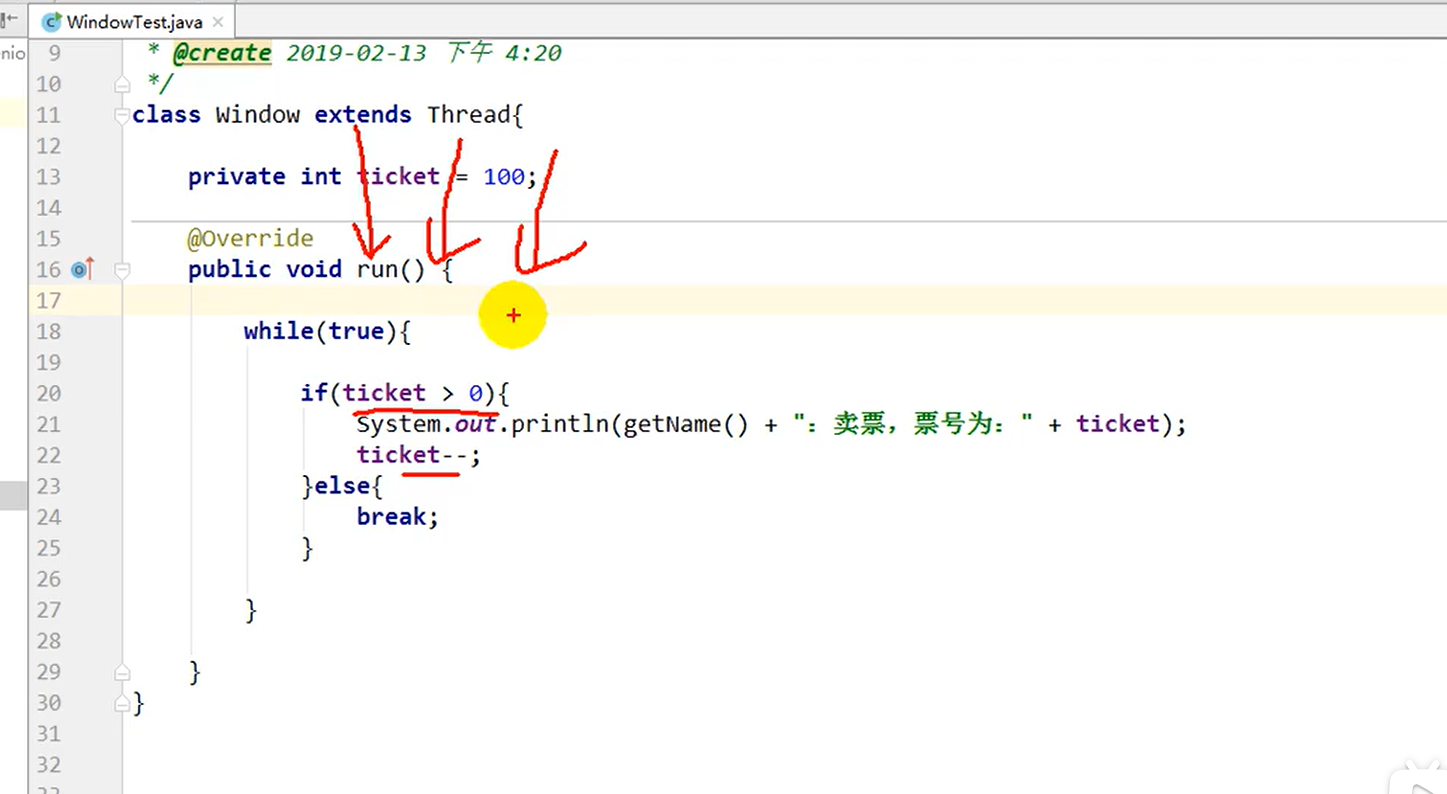 WindowTest.java
nio
9 * @create 2019-02-13 下午 4:20
10 */
11 class Window extends Thread{
12
13 private int ticket = 100;
14
15 @Override
16 public void run() {
17
18 while(true){
19
20 if(ticket > 0){
21 System.out.println(getName() + ": 卖票，票号为：" + ticket);
22 ticket--;
23 }else{
24 break;
25 }
26
27 }
28
29 }
30 }
31
32